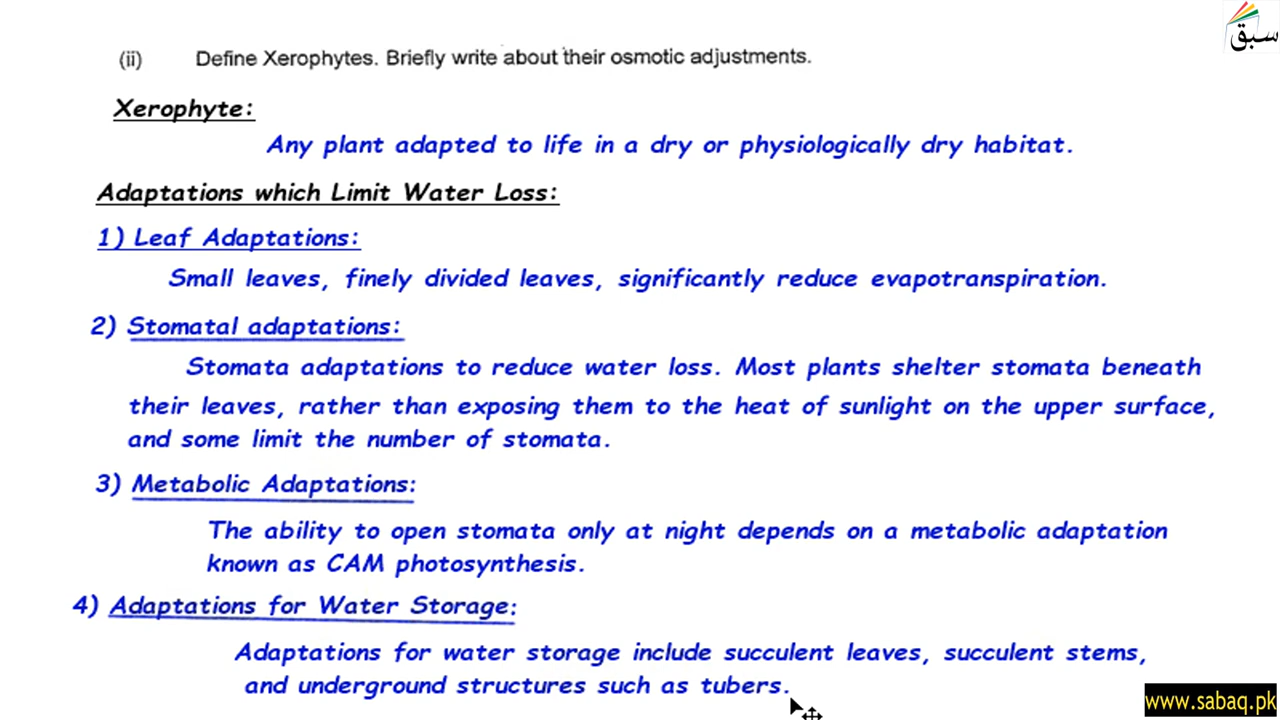 سبق
(ii) Define Xerophytes. Briefly write about their osmotic adjustments.
Xerophyte:
Any plant adapted to life in a dry or physiologically dry habitat.
Adaptations which Limit Water Loss:
1) Leaf Adaptations:
Small leaves, finely divided leaves, significantly reduce evapotranspiration.
2) Stomatal adaptations:
Stomata adaptations to reduce water loss. Most plants shelter stomata beneath
their leaves, rather than exposing them to the heat of sunlight on the upper surface,
and some limit the number of stomata.
3) Metabolic Adaptations:
The ability to open stomata only at night depends on a metabolic adaptation
known as CAM photosynthesis.
4) Adaptations for Water Storage:
Adaptations for water storage include succulent leaves, succulent stems,
and underground structures such as tubers.
www.sabaq.pk